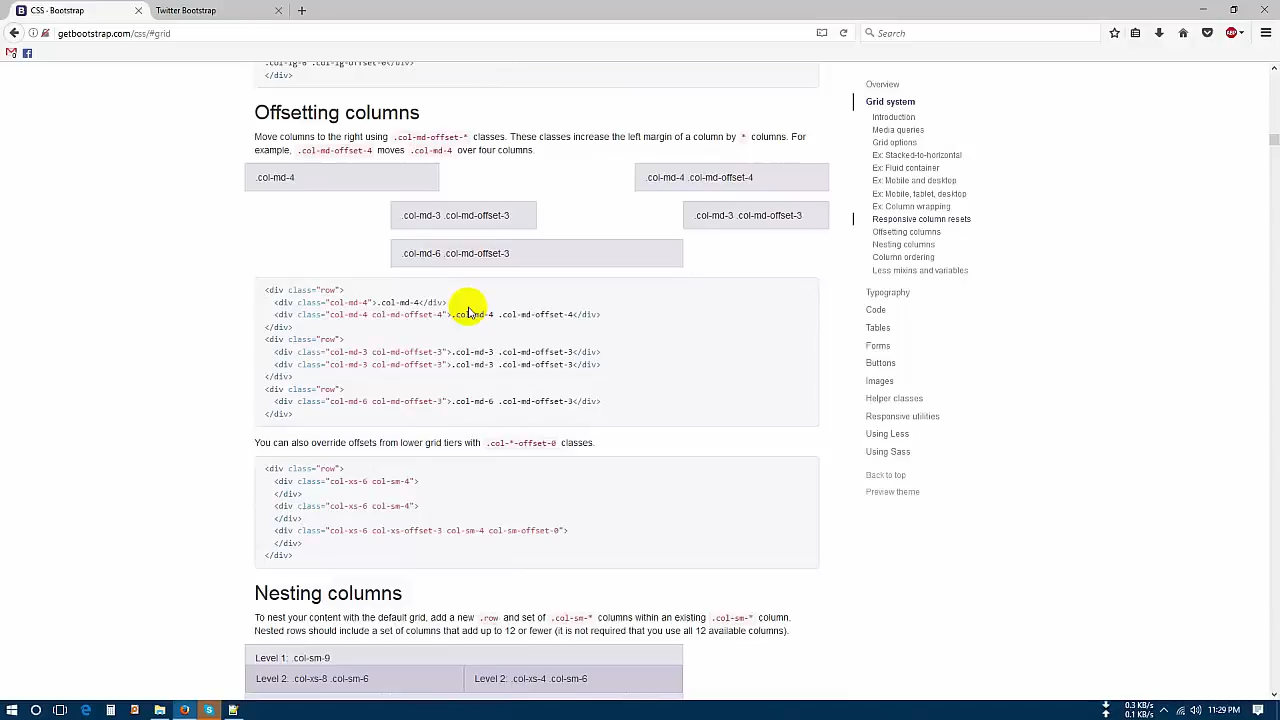 CSS · Bootstrap
Twitter Bootstrap
getbootstrap.com/css/#grid
Search
ABP
</div>
Overview
Grid system
Introduction
Media queries
Grid options
Ex: Stacked-to-horizontal
Ex: Fluid container
Ex: Mobile and desktop
Ex: Mobile, tablet, desktop
Ex: Column wrapping
Responsive column resets
Offsetting columns
Nesting columns
Column ordering
Less mixins and variables
Typography
Code
Tables
Forms
Buttons
Images
Helper classes
Responsive utilities
Using Less
Using Sass
Back to top
Preview theme
Offsetting columns
Move columns to the right using .col-md-offset-* classes. These classes increase the left margin of a column by * columns. For
example, .col-md-offset-4 moves .col-md-4 over four columns.
.col-md-4
.col-md-4 .col-md-offset-4
.col-md-3 .col-md-offset-3
.col-md-3 .col-md-offset-3
.col-md-6 .col-md-offset-3
<div class="row">
<div class="col-md-4">.col-md-4</div>
<div class="col-md-4 col-md-offset-4">.col-md-4 .col-md-offset-4</div>
</div>
<div class="row">
<div class="col-md-3 col-md-offset-3">.col-md-3 .col-md-offset-3</div>
<div class="col-md-3 col-md-offset-3">.col-md-3 .col-md-offset-3</div>
</div>
<div class="row">
<div class="col-md-6 col-md-offset-3">.col-md-6 .col-md-offset-3</div>
</div>
You can also override offsets from lower grid tiers with .col-*-offset-0 classes.
<div class="row">
<div class="col-xs-6 col-sm-4">
</div>
<div class="col-xs-6 col-sm-4">
</div>
<div class="col-xs-6 col-xs-offset-3 col-sm-4 col-sm-offset-0">
</div>
</div>
Nesting columns
To nest your content with the default grid, add a new .row and set of .col-sm-* columns within an existing .col-sm-* column.
Nested rows should include a set of columns that add up to 12 or fewer (it is not required that you use all 12 available columns).
Level 1: .col-sm-9
Level 2: .col-xs-8 .col-sm-6
Level 2: .col-xs-4 .col-sm-6
0.3 KB/s
0.1 KB/s
11:29 PM